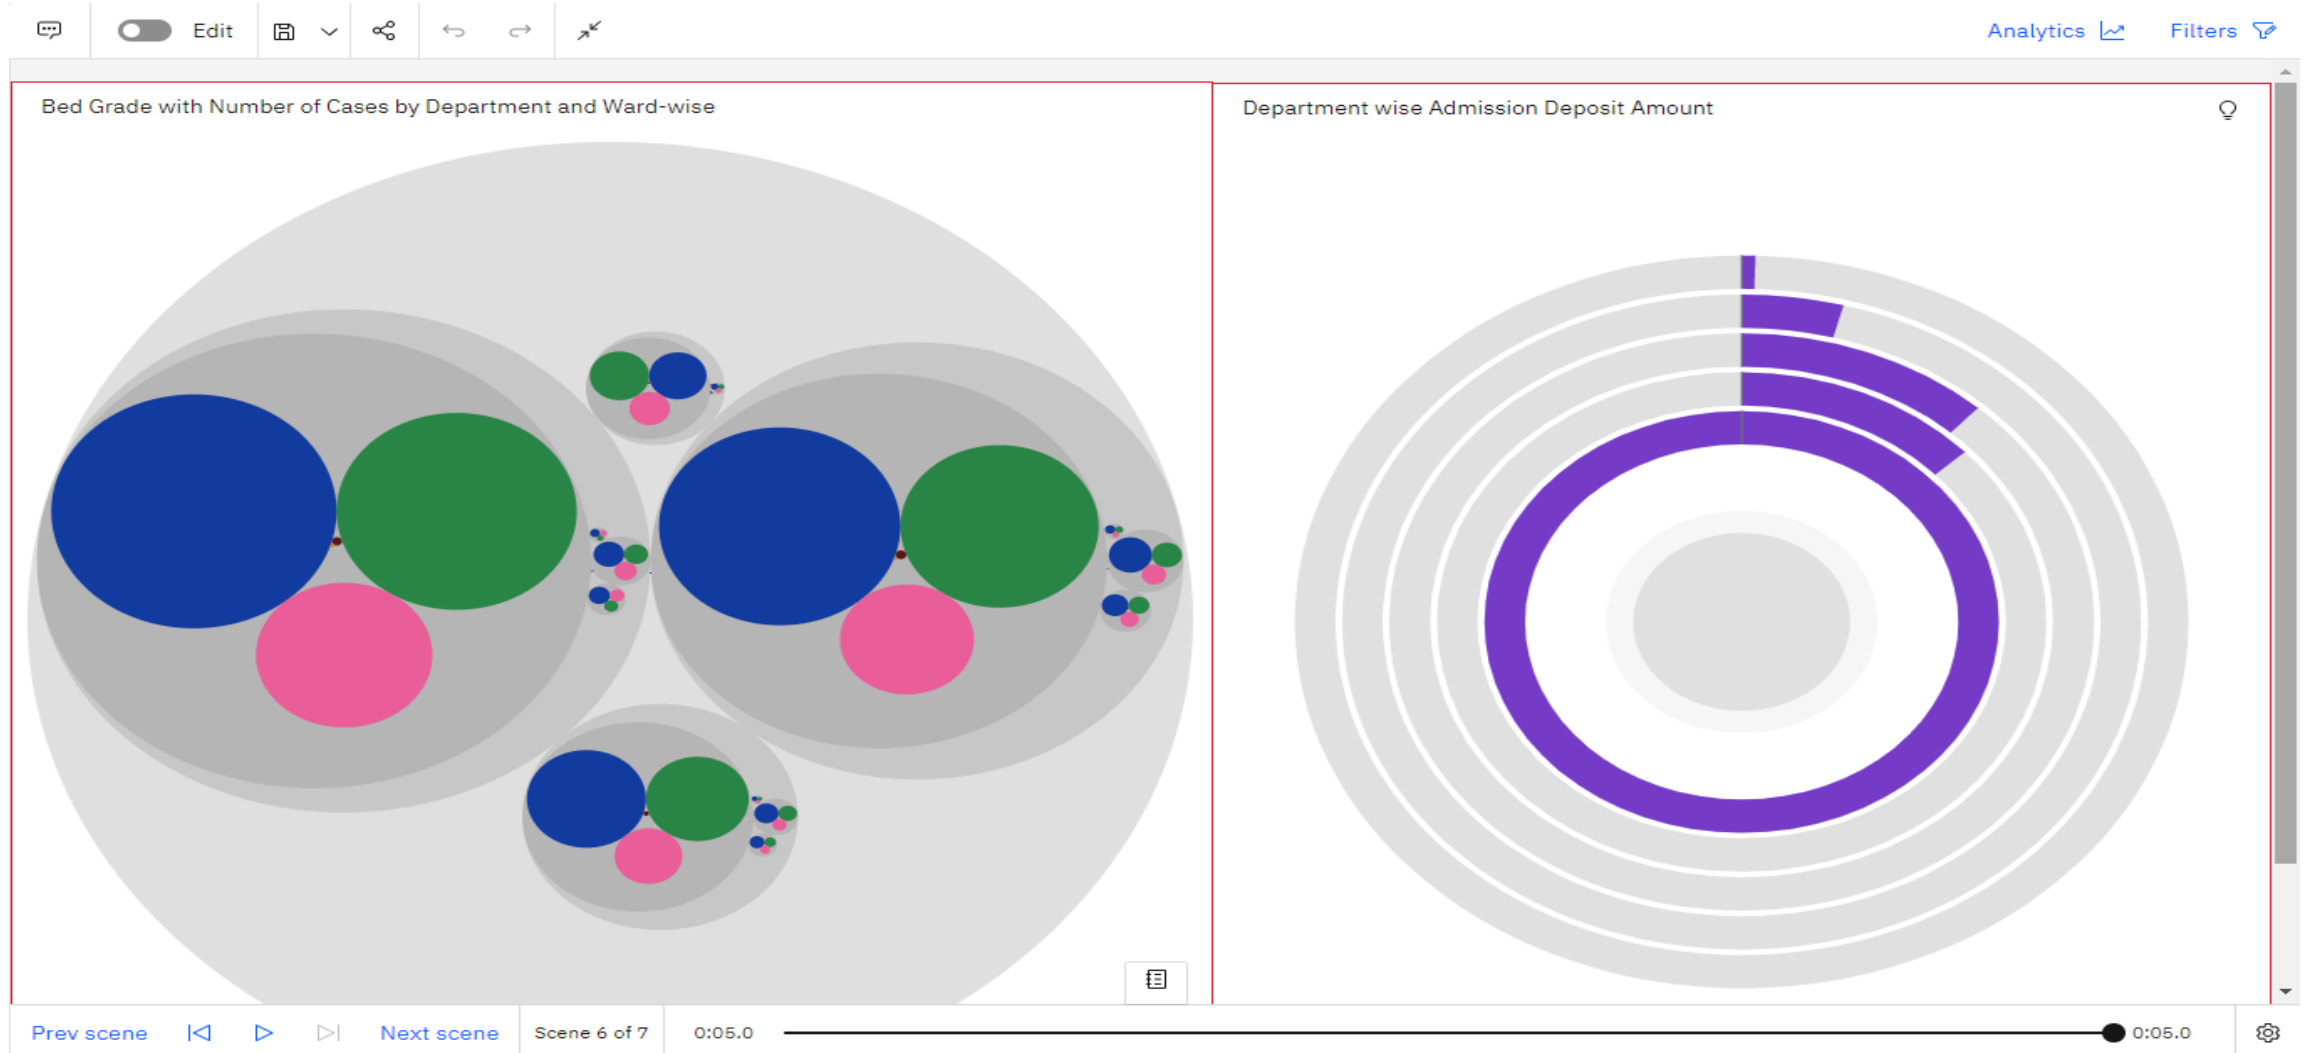 Edit
Analytics
Filters
Bed Grade with Number of Cases by Department and Ward-wise
Department wise Admission Deposit Amount
Prev scene
Next scene
Scene 6 of 7
0:05.0
0:05.0